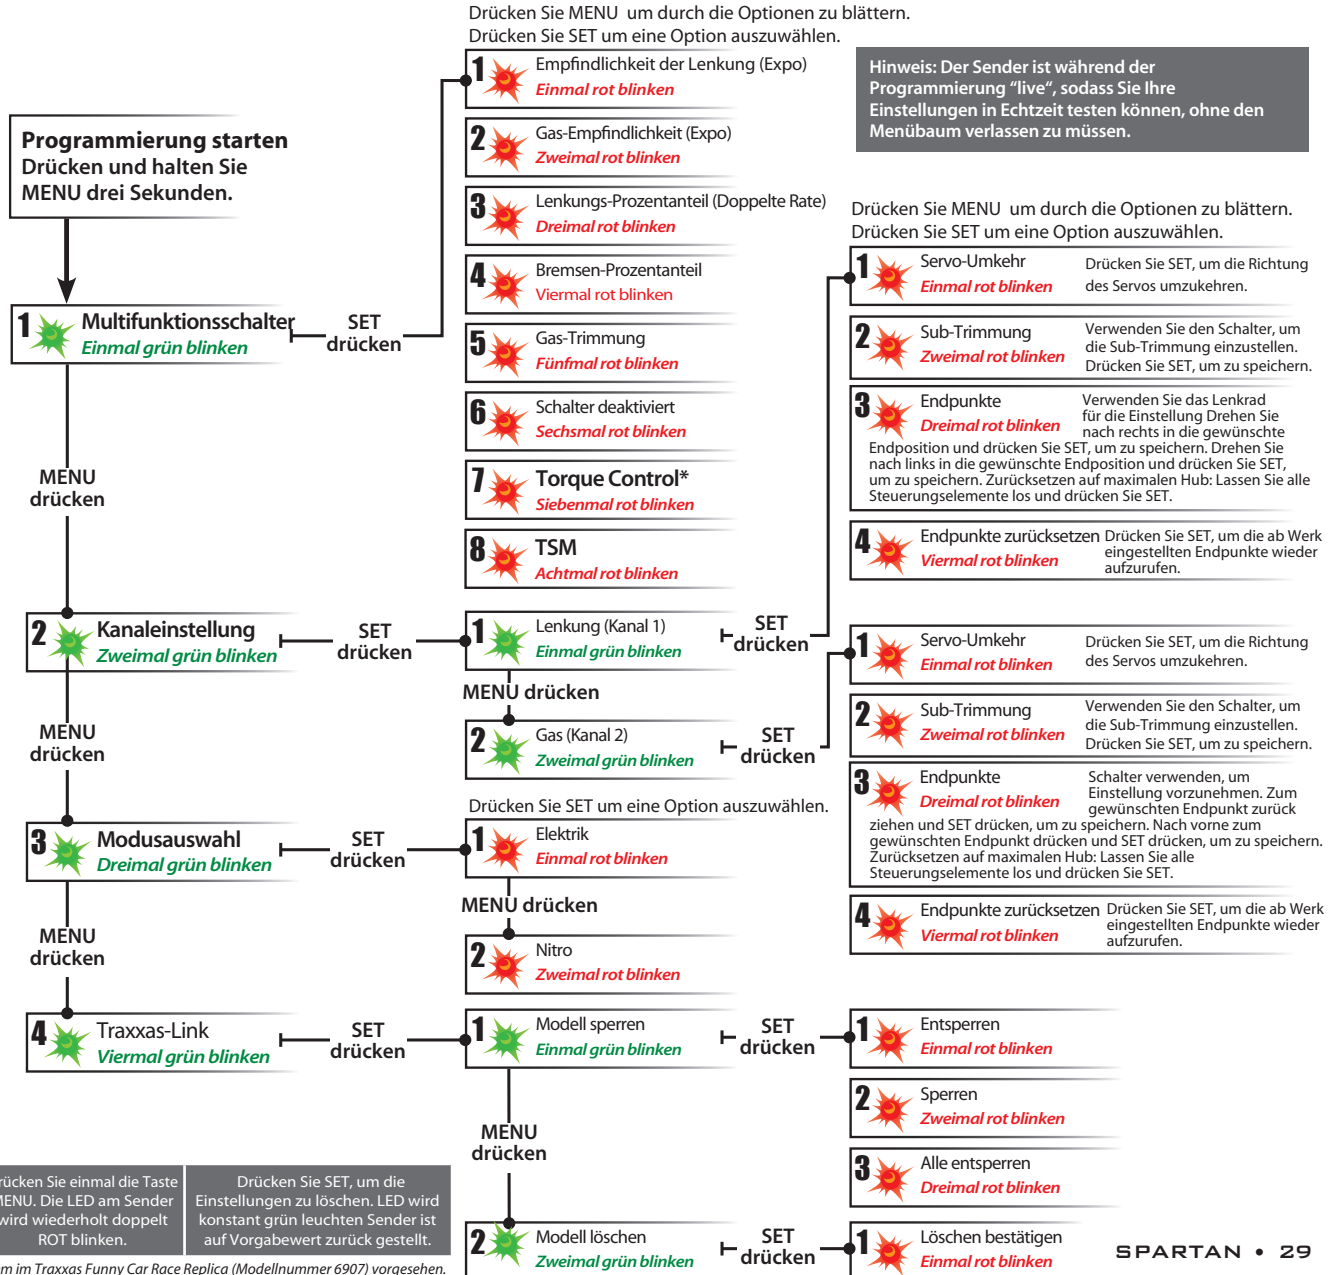 Drücken Sie MENU um durch die Optionen zu blättern.
Drücken Sie SET um eine Option auszuwählen.
Hinweis: Der Sender ist während der
Programmierung “live“, sodass Sie Ihre
Einstellungen in Echtzeit testen können, ohne den
Menübaum verlassen zu müssen.
Programmierung starten
Drücken und halten Sie
MENU drei Sekunden.
1 Multifunktionsschalter
Einmal grün blinken
SET
drücken
1 Empfindlichkeit der Lenkung (Expo)
Einmal rot blinken
2 Gas-Empfindlichkeit (Expo)
Zweimal rot blinken
3 Lenkungs-Prozentanteil (Doppelte Rate)
Dreimal rot blinken
4 Bremsen-Prozentanteil
Viermal rot blinken
5 Gas-Trimmung
Fünfmal rot blinken
6 Schalter deaktiviert
Sechsmal rot blinken
7 Torque Control*
Siebenmal rot blinken
8 TSM
Achtmal rot blinken
MENU
drücken
2 Kanaleinstellung
Zweimal grün blinken
SET
drücken
1 Lenkung (Kanal 1)
Einmal grün blinken
SET
drücken
MENU drücken
2 Gas (Kanal 2)
Zweimal grün blinken
SET
drücken
Drücken Sie MENU um durch die Optionen zu blättern.
Drücken Sie SET um eine Option auszuwählen.
1 Servo-Umkehr
Einmal rot blinken
Drücken Sie SET, um die Richtung
des Servos umzukehren.
2 Sub-Trimmung
Zweimal rot blinken
Verwenden Sie den Schalter, um
die Sub-Trimmung einzustellen.
Drücken Sie SET, um zu speichern.
3 Endpunkte
Dreimal rot blinken
Verwenden Sie das Lenkrad
für die Einstellung Drehen Sie
nach rechts in die gewünschte
Endposition und drücken Sie SET, um zu speichern. Drehen Sie
nach links in die gewünschte Endposition und drücken Sie SET,
um zu speichern. Zurücksetzen auf maximalen Hub: Lassen Sie alle
Steuerungselemente los und drücken Sie SET.
4 Endpunkte zurücksetzen
Viermal rot blinken
Drücken Sie SET, um die ab Werk
eingestellten Endpunkte wieder
aufzurufen.
1 Servo-Umkehr
Einmal rot blinken
Drücken Sie SET, um die Richtung
des Servos umzukehren.
2 Sub-Trimmung
Zweimal rot blinken
Verwenden Sie den Schalter, um
die Sub-Trimmung einzustellen.
Drücken Sie SET, um zu speichern.
3 Endpunkte
Dreimal rot blinken
Schalter verwenden, um
Einstellung vorzunehmen. Zum
gewünschten Endpunkt zurück
ziehen und SET drücken, um zu speichern. Nach vorne zum
gewünschten Endpunkt drücken und SET drücken, um zu speichern.
Zurücksetzen auf maximalen Hub: Lassen Sie alle
Steuerungselemente los und drücken Sie SET.
4 Endpunkte zurücksetzen
Viermal rot blinken
Drücken Sie SET, um die ab Werk
eingestellten Endpunkte wieder
aufzurufen.
MENU
drücken
3 Modusauswahl
Dreimal grün blinken
SET
drücken
Drücken Sie SET um eine Option auszuwählen.
1 Elektrik
Einmal rot blinken
MENU drücken
2 Nitro
Zweimal rot blinken
MENU
drücken
4 Traxxas-Link
Viermal grün blinken
SET
drücken
1 Modell sperren
Einmal grün blinken
SET
drücken
1 Entsperren
Einmal rot blinken
2 Sperren
Zweimal rot blinken
3 Alle entsperren
Dreimal rot blinken
MENU
drücken
2 Modell löschen
Zweimal grün blinken
SET
drücken
1 Löschen bestätigen
Einmal rot blinken
rücken Sie einmal die Taste
MENU. Die LED am Sender
wird wiederholt doppelt
ROT blinken.
Drücken Sie SET, um die
Einstellungen zu löschen. LED wird
konstant grün leuchten Sender ist
auf Vorgabewert zurück gestellt.
im Traxxas Funny Car Race Replica (Modellnummer 6907) vorgesehen.
SPARTAN • 29